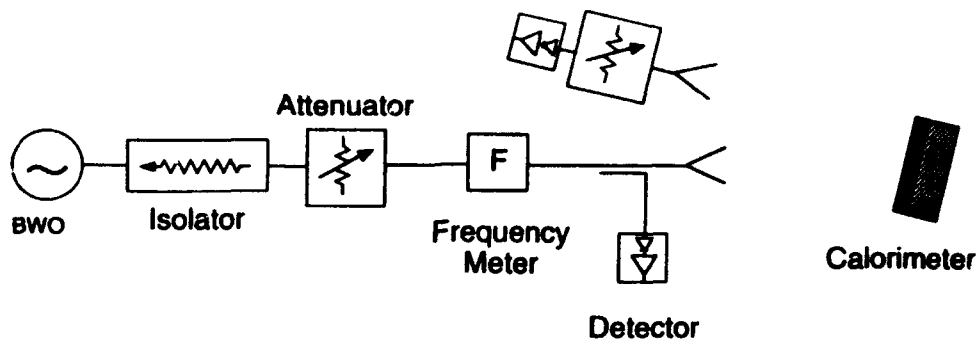 Attenuator
F
BWO
Isolator
Frequency
Meter
Calorimeter
Detector